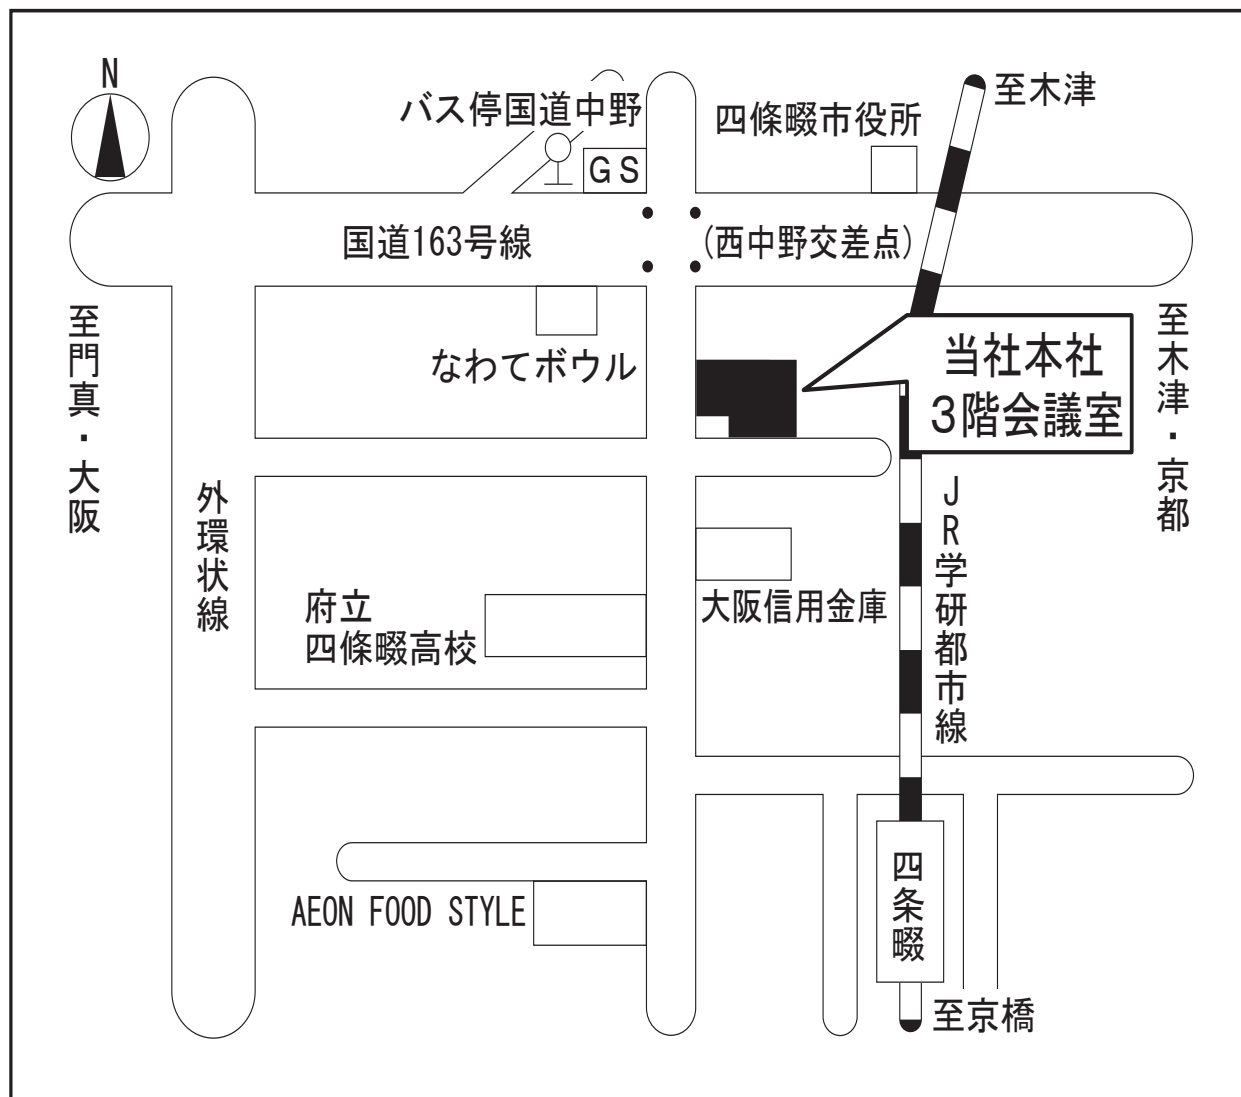 N
至木津
バス停国道中野
四條畷市役所
GS
国道163号線
(西中野交差点)
至門真・大阪
なわてボウル
当社本社
3階会議室
至木津・京都
外環状線
JR学研都市線
府立
四條畷高校
大阪信用金庫
AEON FOOD STYLE
四条畷
至京橋